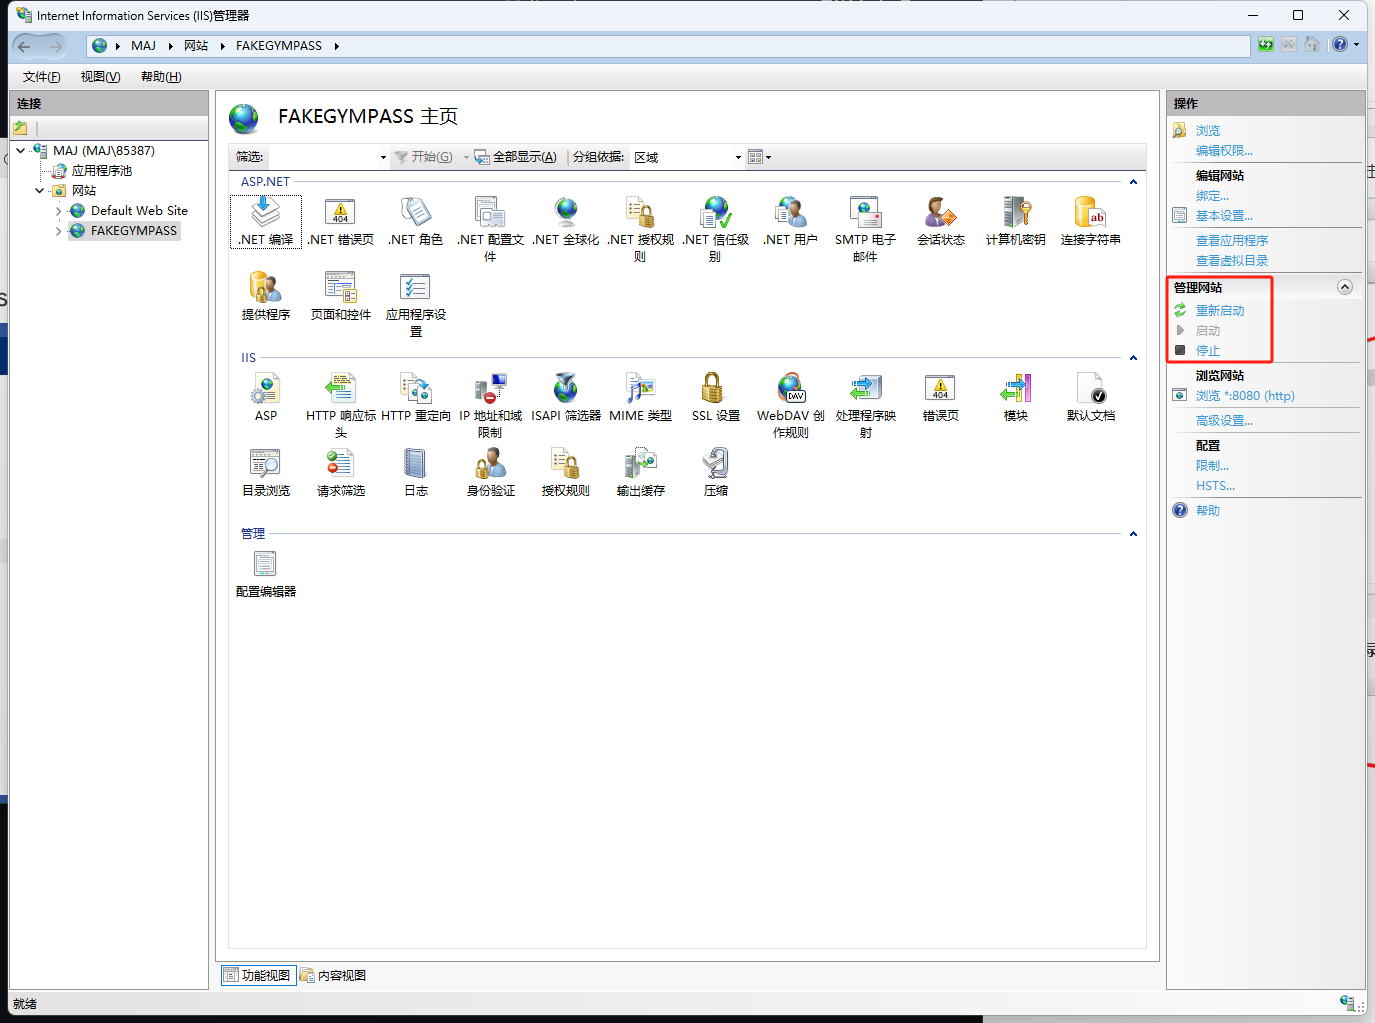 Internet Information Services (IIS)管理器
MAJ 网站 FAKEGYMPASS
文件(F) 视图(V) 帮助(H)
连接
MAJ (MAJ\85387)
应用程序池
网站
Default Web Site
FAKEGYMPASS
FAKEGYMPASS 主页
筛选: 开始(G) 全部显示(A) 分组依据: 区域
ASP.NET
.NET 编译
.NET 错误页
.NET 角色
.NET 配置文
件
.NET 全球化
.NET 授权规
则
.NET 信任级
别
.NET 用户
SMTP 电子
邮件
会话状态
计算机密钥
连接字符串
提供程序
页面和控件
应用程序设
置
IIS
ASP
HTTP 响应标
头
HTTP 重定向
IP 地址和域
限制
ISAPI 筛选器
MIME 类型
SSL 设置
WebDAV 创
作规则
处理程序映
射
错误页
模块
默认文档
目录浏览
请求筛选
日志
身份验证
授权规则
输出缓存
压缩
管理
配置编辑器
功能视图 内容视图
操作
浏览
编辑权限...
编辑网站
绑定...
基本设置...
查看应用程序
查看虚拟目录
管理网站
重新启动
启动
停止
浏览网站
浏览 *:8080 (http)
高级设置...
配置
限制...
HSTS...
帮助
就绪